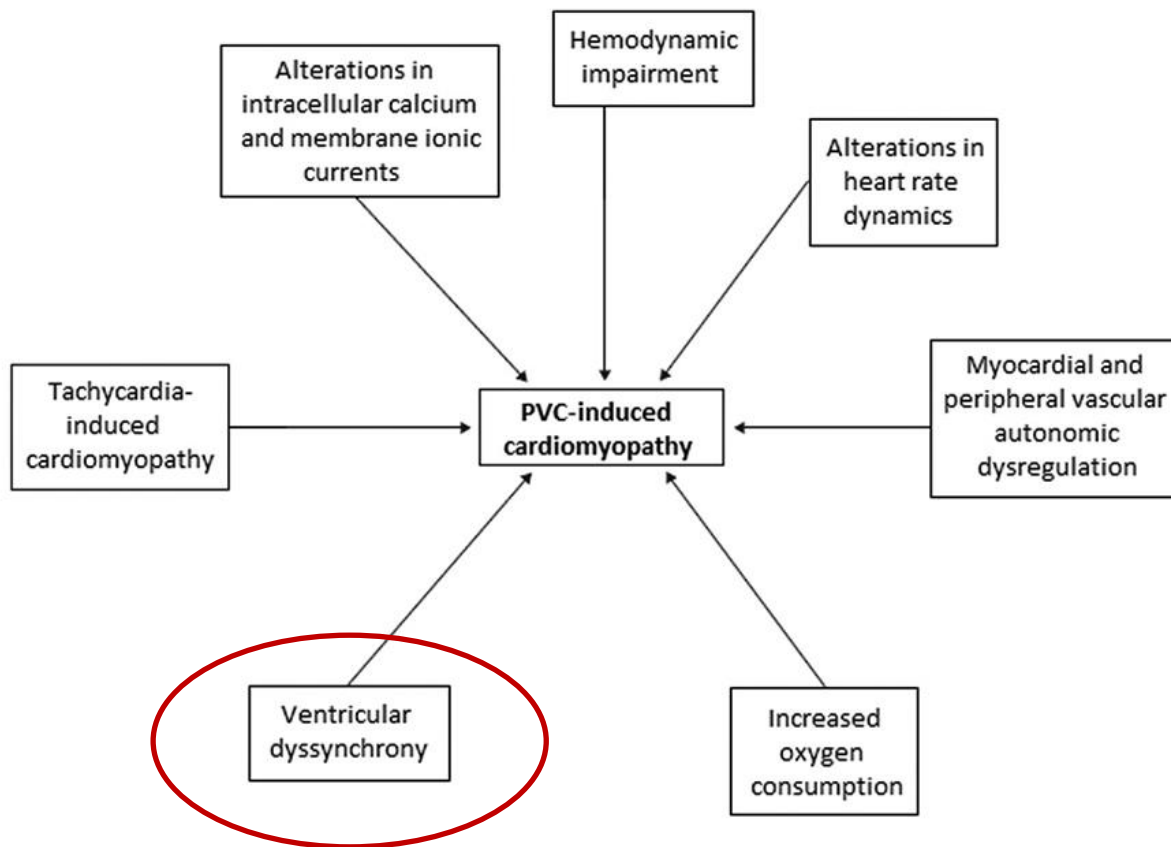 Hemodynamic
impairment
Alterations in
intracellular calcium
and membrane ionic
currents
Alterations in
heart rate
dynamics
Tachycardia-
induced
cardiomyopathy
PVC-induced
cardiomyopathy
Myocardial and
peripheral vascular
autonomic
dysregulation
Ventricular
dyssynchrony
Increased
oxygen
consumption